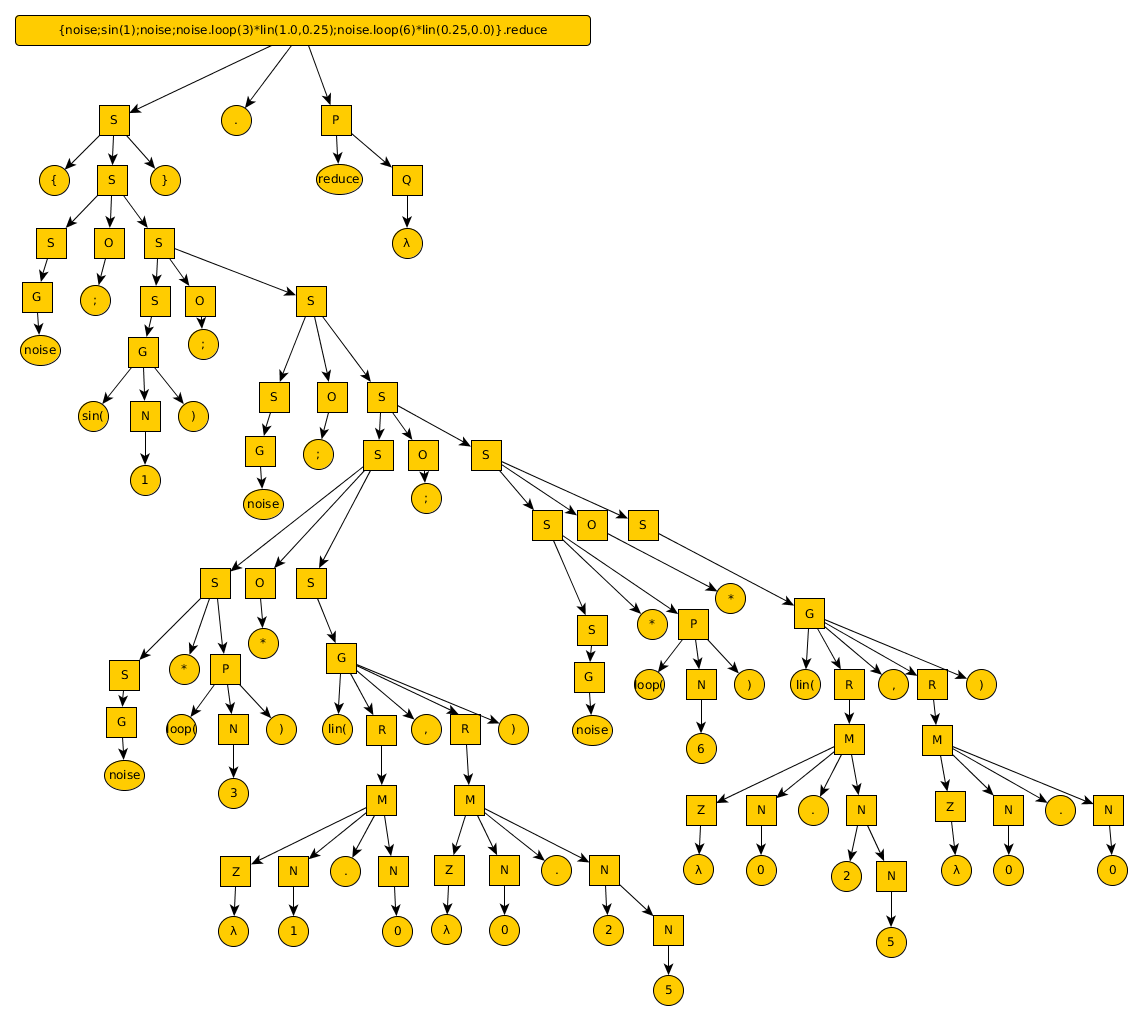 {noise;sin(1);noise;noise.loop(3)*lin(1.0,0.25);noise.loop(6)*lin(0.25,0.0)}.reduce
S . P
{ S } reduce Q
S O S λ
G ; S O S
noise G ;
sin( N ) S O S
1 G ; S O S
noise ;
S O S
S O S * G
* S * P
S * P G G loop( N ) lin( R , R )
G loop( N ) lin( R , R ) noise 6 M M
noise 3 M M Z N . N Z N . N
Z N . N Z N . N λ 0 2 N λ 0 0
λ 1 0 λ 0 2 N 5
5